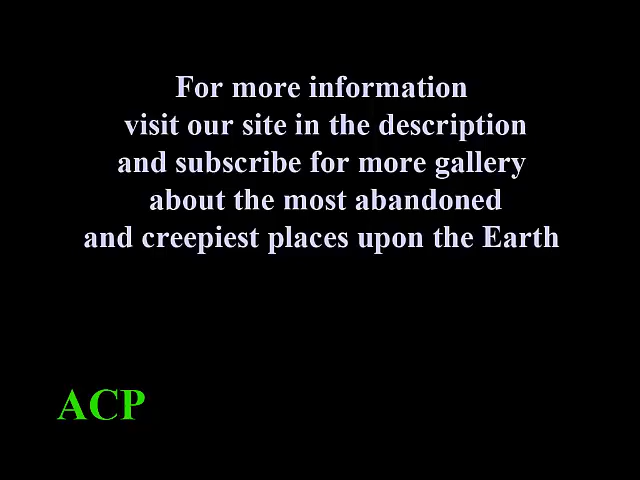 For more information
visit our site in the description
and subscribe for more gallery
about the most abandoned
and creepiest places upon the Earth
ACP